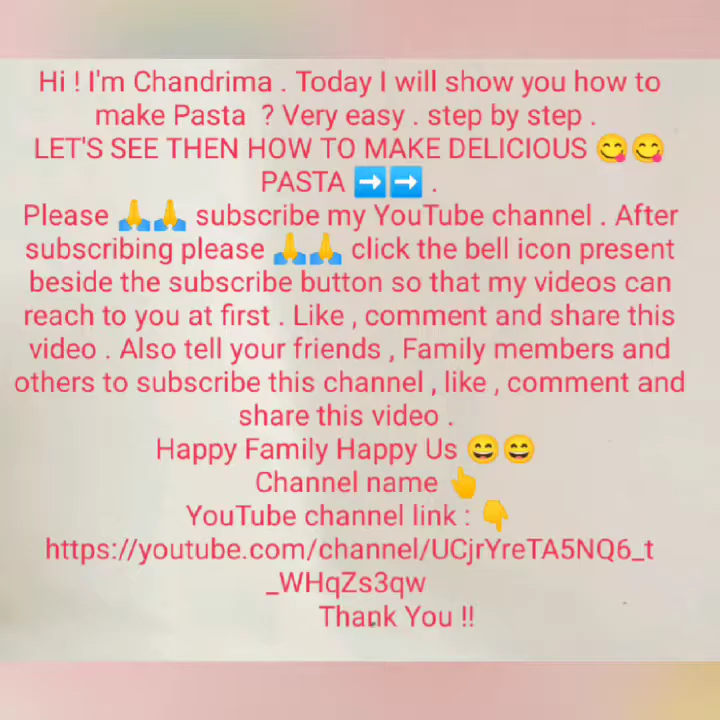 Hi ! I'm Chandrima . Today I will show you how to
make Pasta ? Very easy . step by step .
LET'S SEE THEN HOW TO MAKE DELICIOUS 😋😋
PASTA ➡️➡️ .
Please 🙏🙏 subscribe my YouTube channel . After
subscribing please 🙏🙏 click the bell icon present
beside the subscribe button so that my videos can
reach to you at first . Like , comment and share this
video . Also tell your friends , Family members and
others to subscribe this channel , like , comment and
share this video .
Happy Family Happy Us 😄😄
Channel name 👆
YouTube channel link : 👇
https://youtube.com/channel/UCjrYreTA5NQ6_t
_WHqZs3qw
Thank You !!